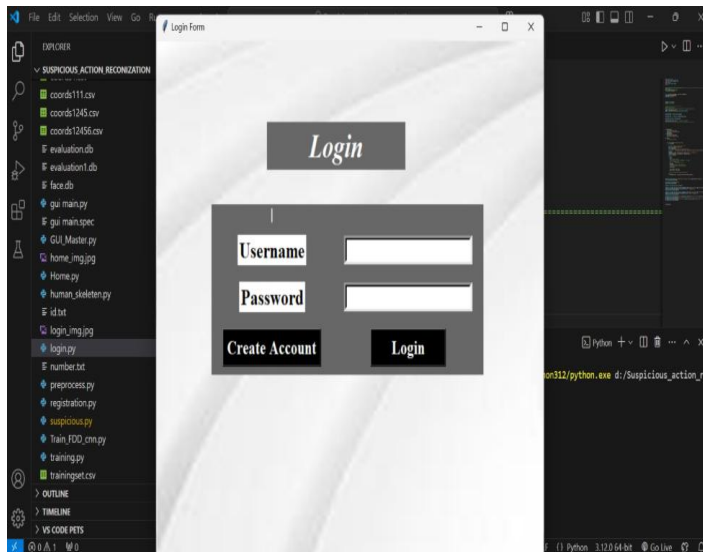 File Edit Selection View Go
Login Form
EXPLORER
SUSPICIOUS_ACTION_RECONIZATION
coords111.csv
coords1245.csv
coords12456.csv
evaluation.db
evaluation1.db
face.db
gui main.py
gui main.spec
GUI_Master.py
home_img.jpg
Home.py
human_skeleten.py
id.txt
login_img.jpg
login.py
number.txt
preprocess.py
registration.py
suspicious.py
Train_FDD_cnn.py
training.py
trainingset.csv
OUTLINE
TIMELINE
VS CODE PETS
Login
Username
Password
Create Account
Login
Python
on312/python.exe d:/Suspicious_action_r
0 1 0
Python 3.12.0 64-bit Go Live